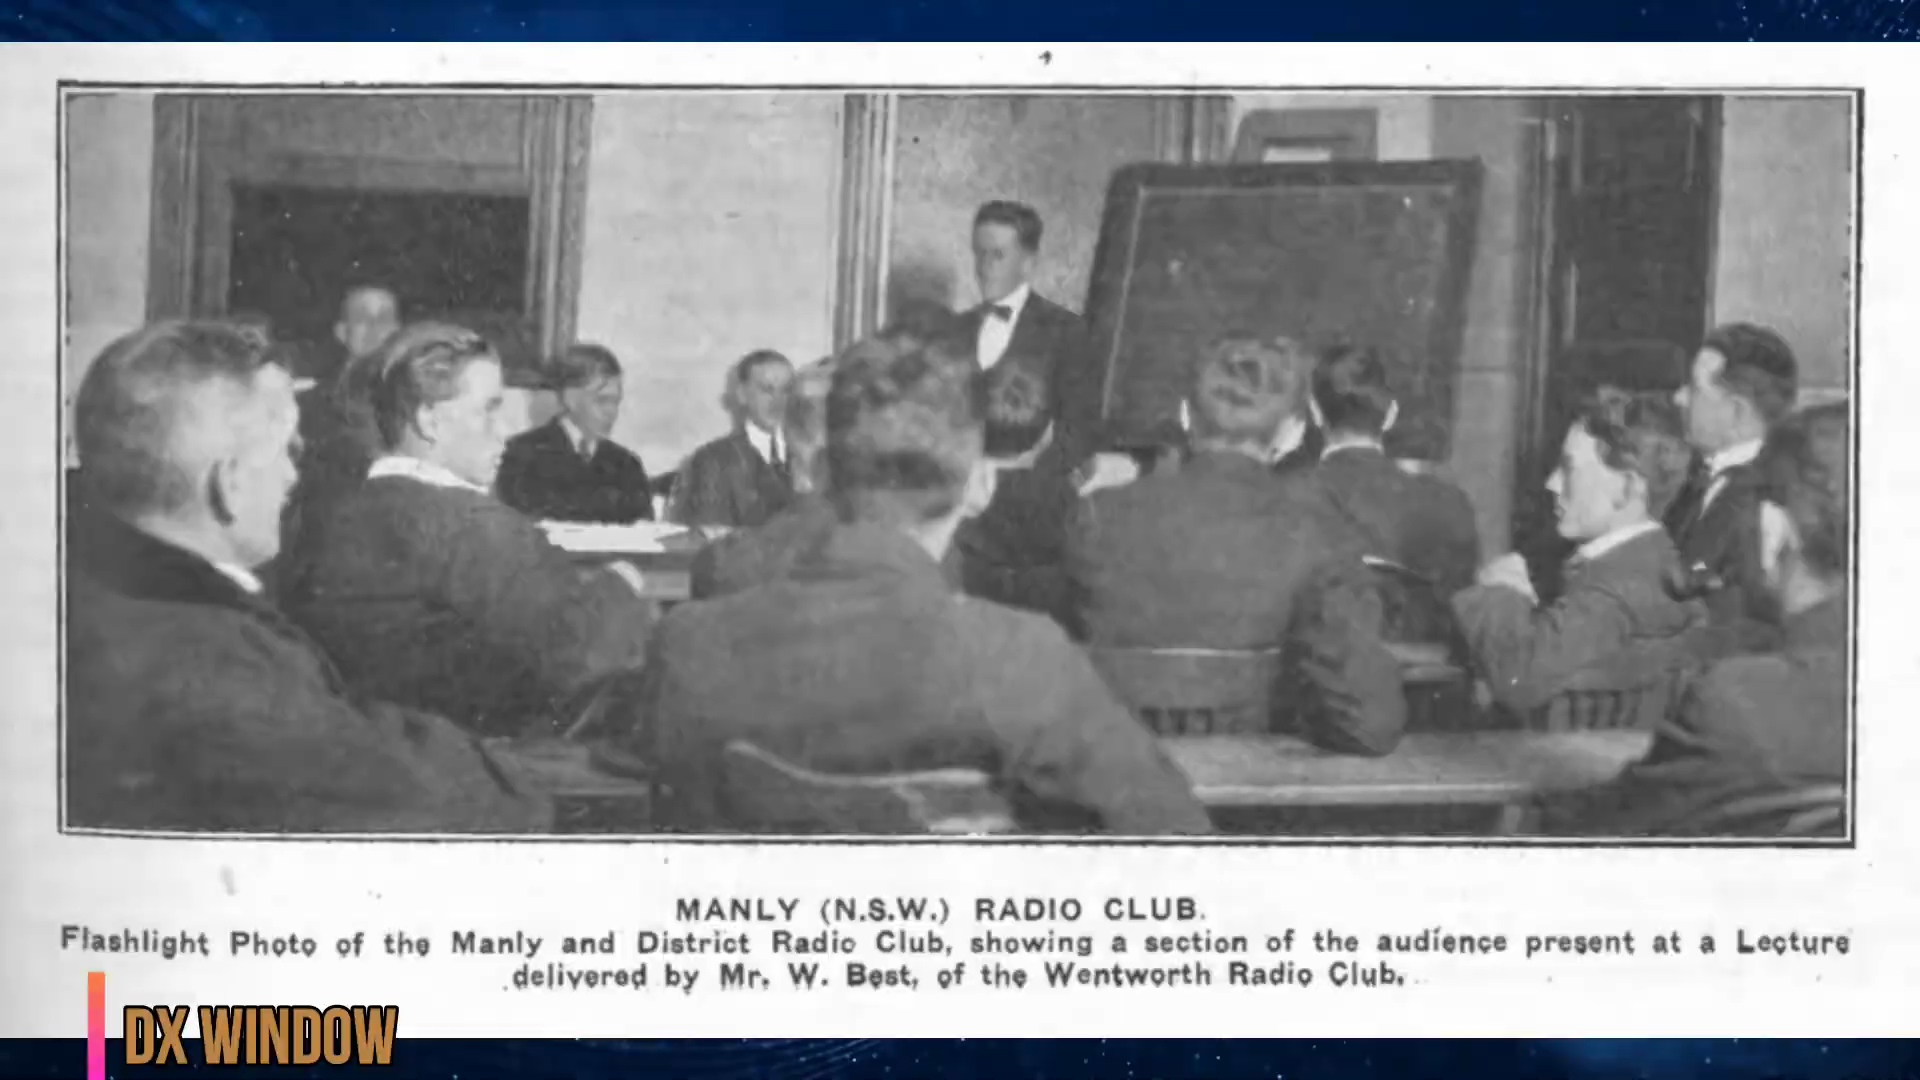 MANLY (N.S.W.) RADIO CLUB.
Flashlight Photo of the Manly and District Radio Club, showing a section of the audience present at a Lecture
delivered by Mr. W. Best, of the Wentworth Radio Club.
DX WINDOW